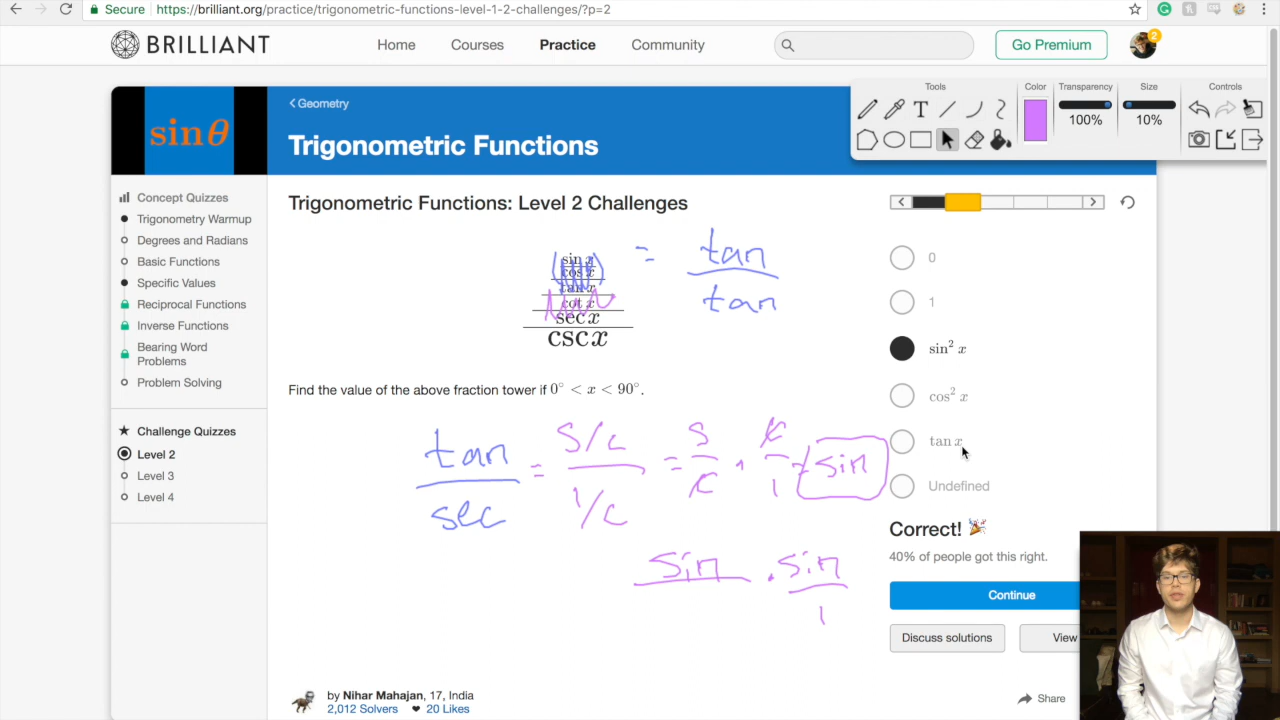 Secure https://brilliant.org/practice/trigonometric-functions-level-1-2-challenges/?p=2
BRILLIANT
Home Courses Practice Community
Go Premium
2
Tools Color Transparency Size Controls
T
100% 10%
sin θ
Geometry
Trigonometric Functions
Concept Quizzes
Trigonometry Warmup
Degrees and Radians
Basic Functions
Specific Values
Reciprocal Functions
Inverse Functions
Bearing Word
Problems
Problem Solving
Challenge Quizzes
Level 2
Level 3
Level 4
Trigonometric Functions: Level 2 Challenges
sin x
cos x
tan x
cot x
sec x
csc x
= tan
tan
Find the value of the above fraction tower if 0° < x < 90°.
tan = S/C = S · C = sin
sec 1/C C 1
sin · sin
1
by Nihar Mahajan, 17, India
2,012 Solvers 20 Likes
Share
0
1
sin² x
cos² x
tan x
Undefined
Correct!
40% of people got this right.
Continue
Discuss solutions View